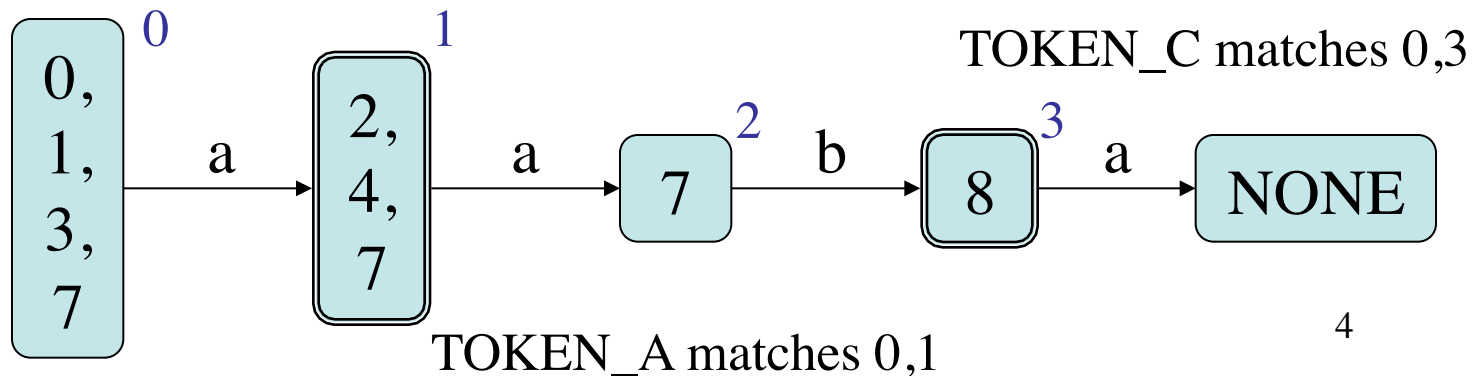 0
0,
1,
3,
7
a
1
2,
4,
7
TOKEN_A matches 0,1
a
2
7
b
3
8
TOKEN_C matches 0,3
a
NONE
4